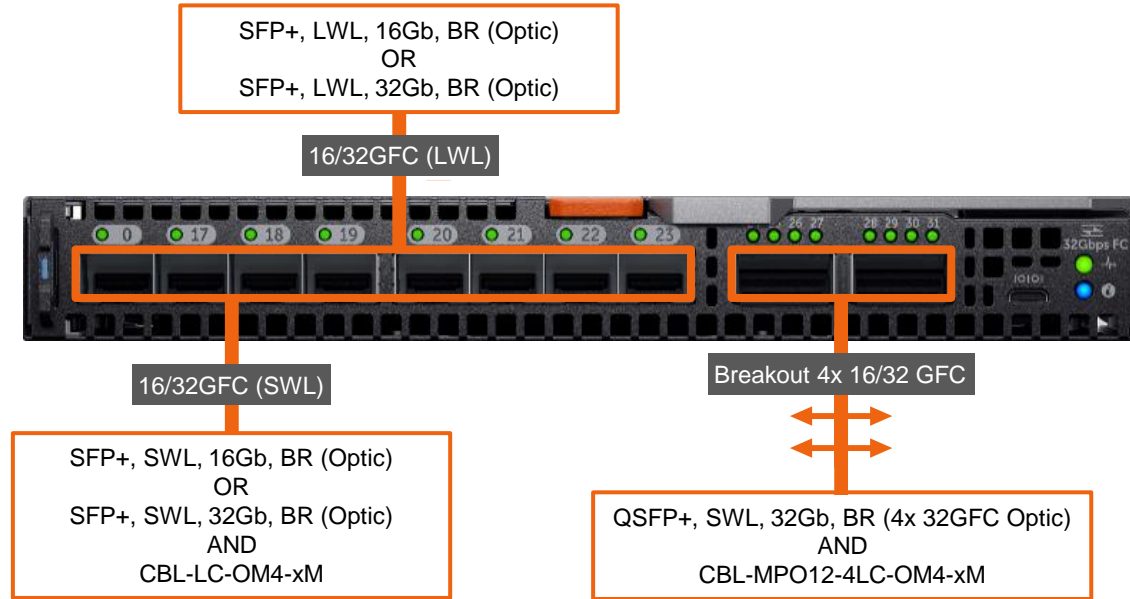 SFP+, LWL, 16Gb, BR (Optic)
OR
SFP+, LWL, 32Gb, BR (Optic)
16/32GFC (LWL)
0 17 18 19 20 21 22 23 26 27 28 29 30 31
32Gbps FC
IOIOI
16/32GFC (SWL)
Breakout 4x 16/32 GFC
SFP+, SWL, 16Gb, BR (Optic)
OR
SFP+, SWL, 32Gb, BR (Optic)
AND
CBL-LC-OM4-xM
QSFP+, SWL, 32Gb, BR (4x 32GFC Optic)
AND
CBL-MPO12-4LC-OM4-xM